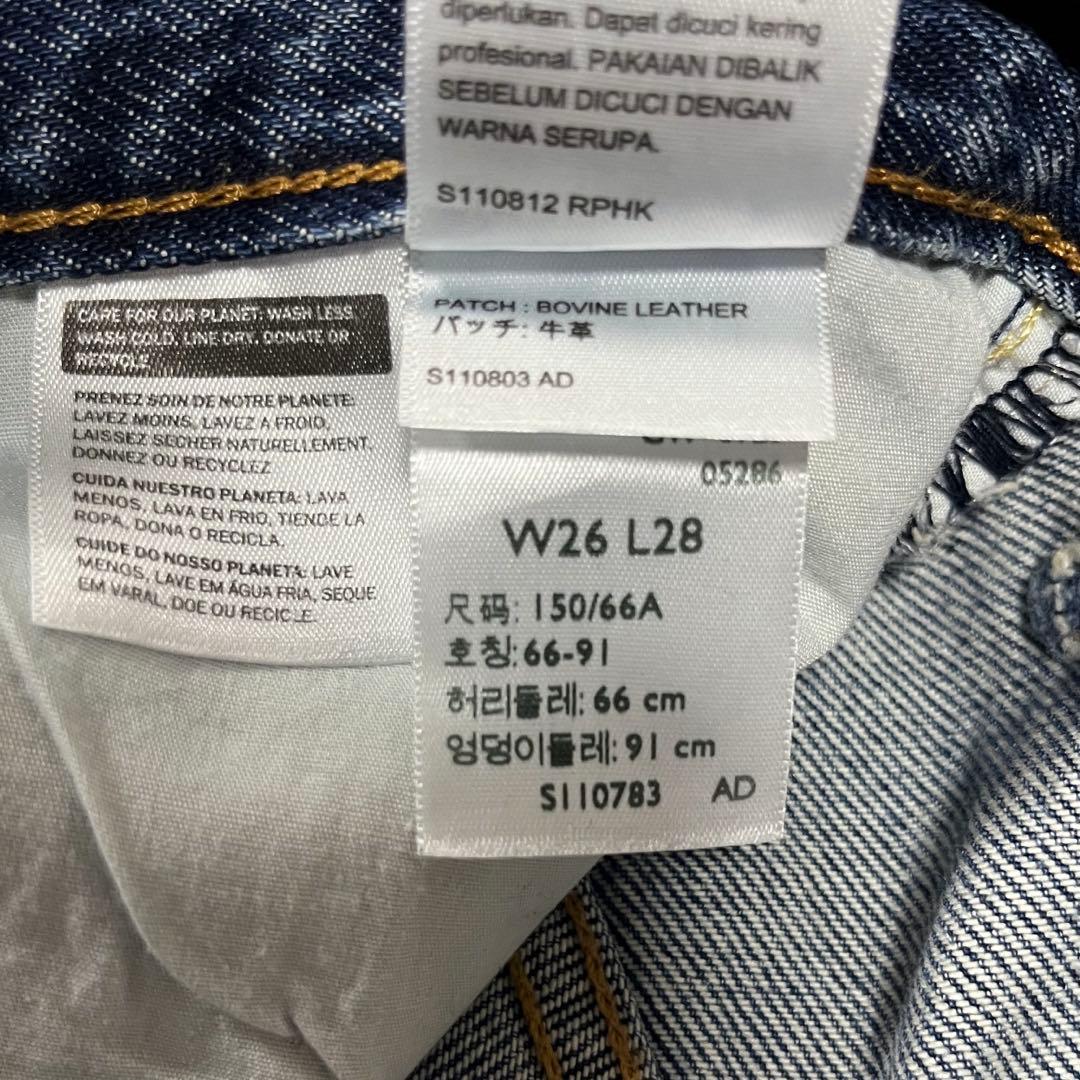 diperlukan. Dapat dicuci kering
profesional. PAKAIAN DIBALIK
SEBELUM DICUCI DENGAN
WARNA SERUPA.
S110812 RPHK
PATCH : BOVINE LEATHER
パッチ: 牛革
S110803 AD
CARE FOR OUR PLANET: WASH LESS
WASH COLD, LINE DRY, DONATE OR
RECYCLE
PRENEZ SOIN DE NOTRE PLANETE:
LAVEZ MOINS, LAVEZ A FROID,
LAISSEZ SECHER NATURELLEMENT,
DONNEZ OU RECYCLEZ
CUIDA NUESTRO PLANETA: LAVA
MENOS, LAVA EN FRIO, TIENDE LA
ROPA, DONA O RECICLA.
CUIDE DO NOSSO PLANETA: LAVE
MENOS, LAVE EM ÁGUA FRIA, SEQUE
EM VARAL, DOE OU RECICLE.
05286
W26 L28
尺码: 150/66A
호칭: 66-91
허리둘레: 66 cm
엉덩이둘레: 91 cm
S110783 AD